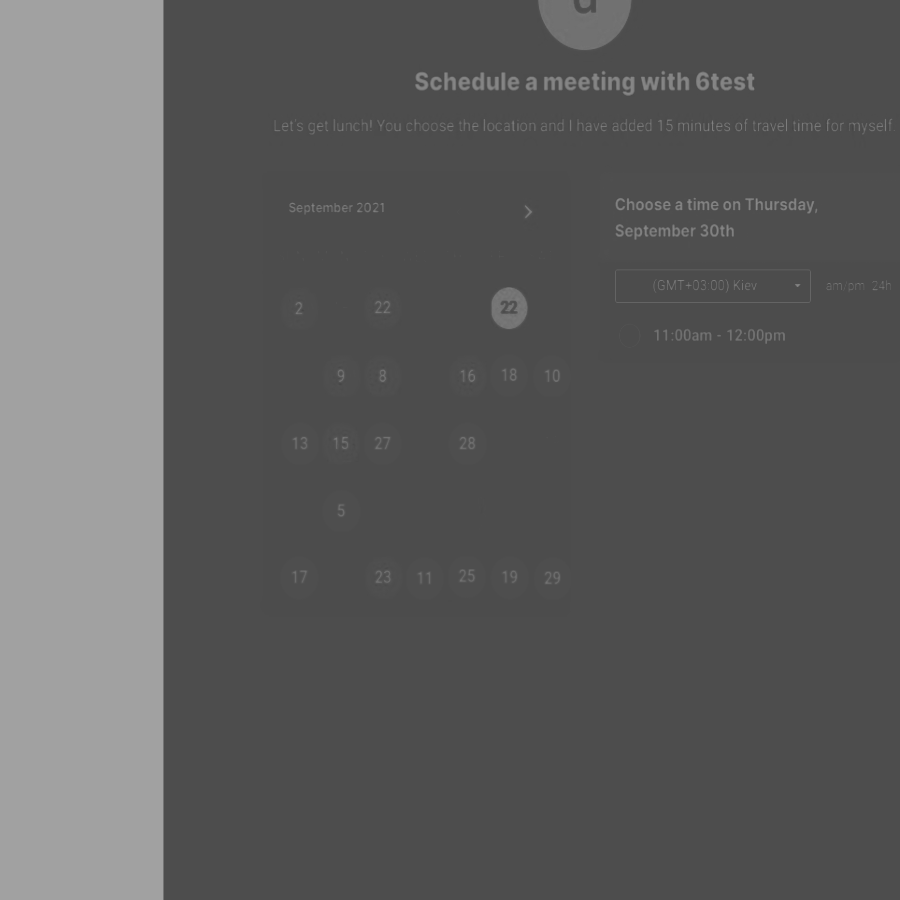 d
Schedule a meeting with 6test
Let's get lunch! You choose the location and I have added 15 minutes of travel time for myself.
September 2021
2 22 22
9 8 16 18 10
13 15 27 28
5
17 23 11 25 19 29
Choose a time on Thursday,
September 30th
(GMT+03:00) Kiev am/pm 24h
11:00am - 12:00pm